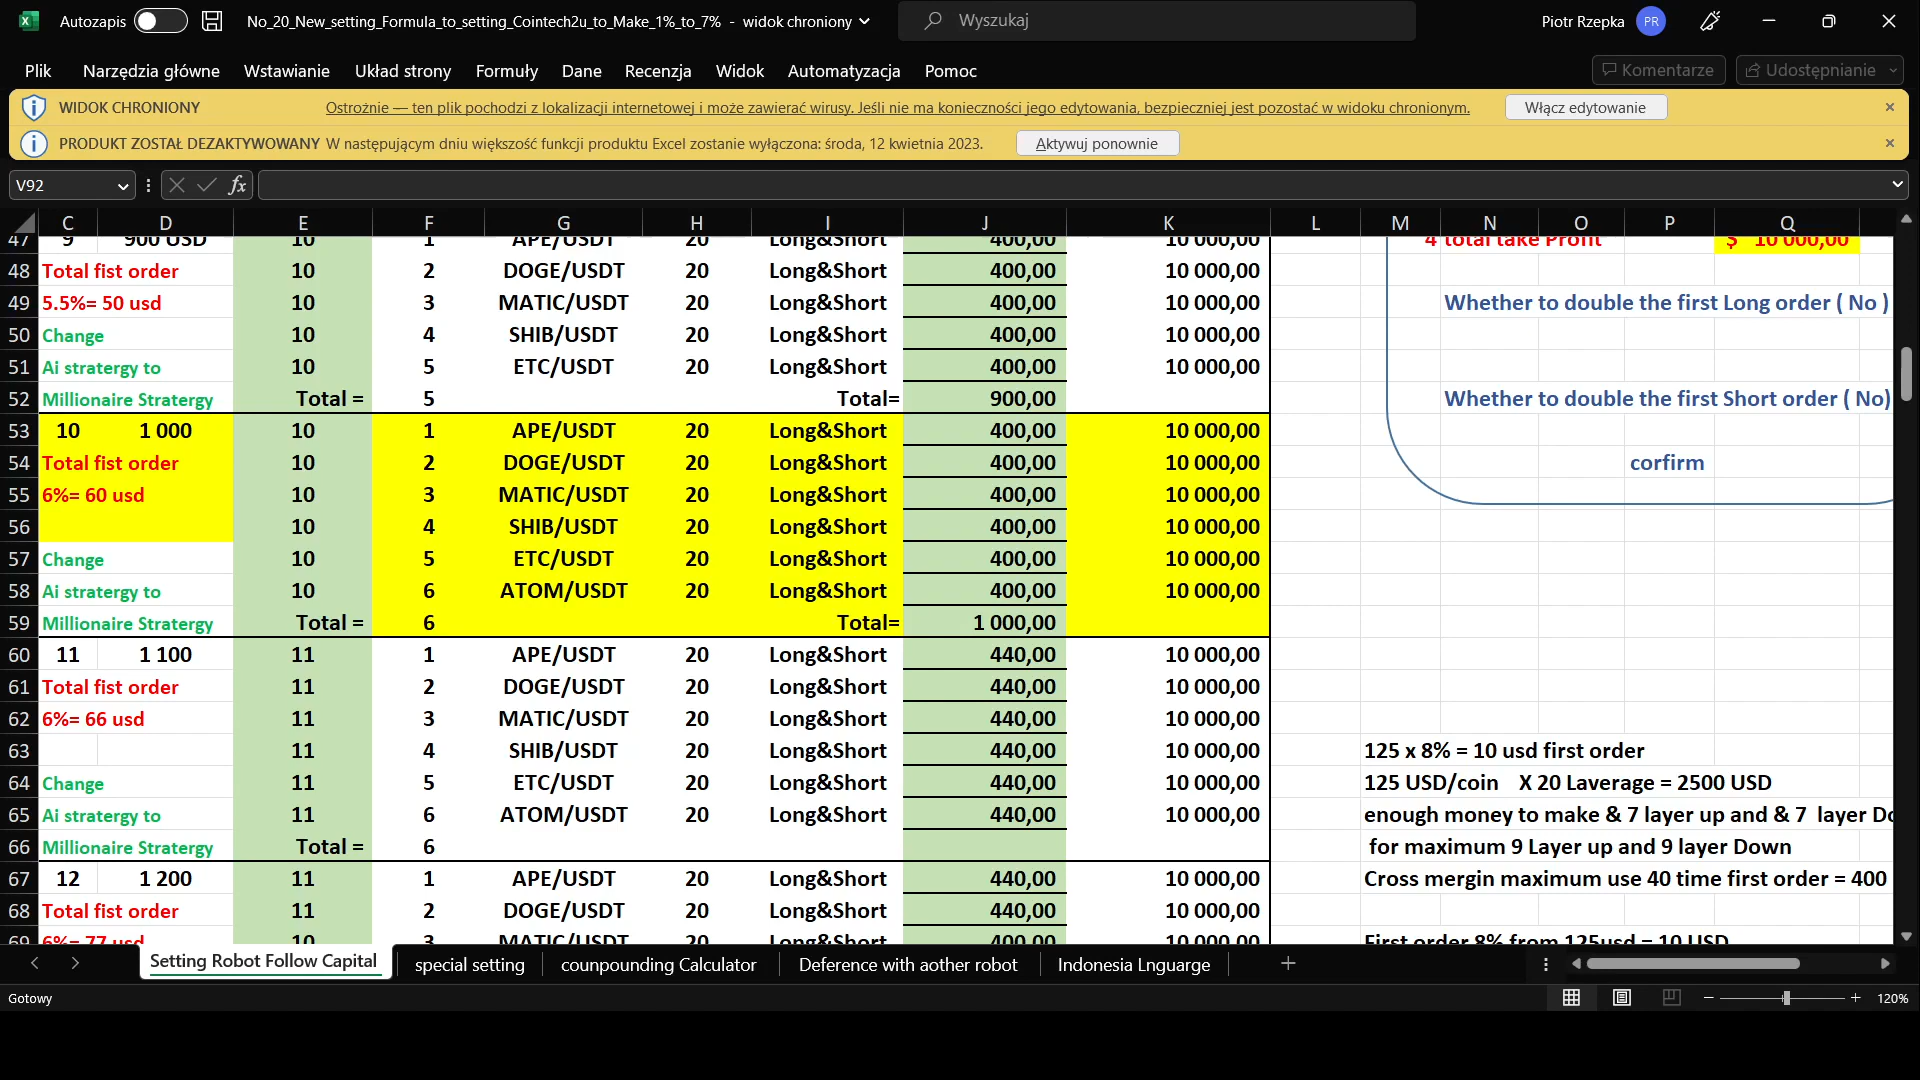 Autozapis
No_20_New_setting_Formula_to_setting_Cointech2u_to_Make_1%_to_7% - widok chroniony
Wyszukaj
Piotr Rzepka PR
Plik Narzędzia główne Wstawianie Układ strony Formuły Dane Recenzja Widok Automatyzacja Pomoc
Komentarze Udostępnianie
WIDOK CHRONIONY Ostrożnie — ten plik pochodzi z lokalizacji internetowej i może zawierać wirusy. Jeśli nie ma konieczności jego edytowania, bezpieczniej jest pozostać w widoku chronionym. Włącz edytowanie
PRODUKT ZOSTAŁ DEZAKTYWOWANY W następującym dniu większość funkcji produktu Excel zostanie wyłączona: środa, 12 kwietnia 2023. Aktywuj ponownie
V92 fx
C D E F G H I J K L M N O P Q
47 9 900 USD 10 1 APE/USDT 20 Long&Short 400,00 10 000,00 4 total take Profit $ 10 000,00
48 Total fist order 10 2 DOGE/USDT 20 Long&Short 400,00 10 000,00
49 5.5%= 50 usd 10 3 MATIC/USDT 20 Long&Short 400,00 10 000,00 Whether to double the first Long order ( No )
50 Change 10 4 SHIB/USDT 20 Long&Short 400,00 10 000,00
51 Ai stratergy to 10 5 ETC/USDT 20 Long&Short 400,00 10 000,00
52 Millionaire Stratergy Total = 5 Total= 900,00 Whether to double the first Short order ( No)
53 10 1 000 10 1 APE/USDT 20 Long&Short 400,00 10 000,00
54 Total fist order 10 2 DOGE/USDT 20 Long&Short 400,00 10 000,00 corfirm
55 6%= 60 usd 10 3 MATIC/USDT 20 Long&Short 400,00 10 000,00
56 10 4 SHIB/USDT 20 Long&Short 400,00 10 000,00
57 Change 10 5 ETC/USDT 20 Long&Short 400,00 10 000,00
58 Ai stratergy to 10 6 ATOM/USDT 20 Long&Short 400,00 10 000,00
59 Millionaire Stratergy Total = 6 Total= 1 000,00
60 11 1 100 11 1 APE/USDT 20 Long&Short 440,00 10 000,00
61 Total fist order 11 2 DOGE/USDT 20 Long&Short 440,00 10 000,00
62 6%= 66 usd 11 3 MATIC/USDT 20 Long&Short 440,00 10 000,00
63 11 4 SHIB/USDT 20 Long&Short 440,00 10 000,00 125 x 8% = 10 usd first order
64 Change 11 5 ETC/USDT 20 Long&Short 440,00 10 000,00 125 USD/coin X 20 Laverage = 2500 USD
65 Ai stratergy to 11 6 ATOM/USDT 20 Long&Short 440,00 10 000,00 enough money to make & 7 layer up and & 7 layer Do
66 Millionaire Stratergy Total = 6 for maximum 9 Layer up and 9 layer Down
67 12 1 200 11 1 APE/USDT 20 Long&Short 440,00 10 000,00 Cross mergin maximum use 40 time first order = 400
68 Total fist order 11 2 DOGE/USDT 20 Long&Short 440,00 10 000,00
69 6%= 77 usd 10 3 MATIC/USDT 20 Long&Short 400,00 10 000,00 First order 8% from 125usd = 10 USD
Setting Robot Follow Capital special setting counpounding Calculator Deference with aother robot Indonesia Lnguarge
Gotowy 120%